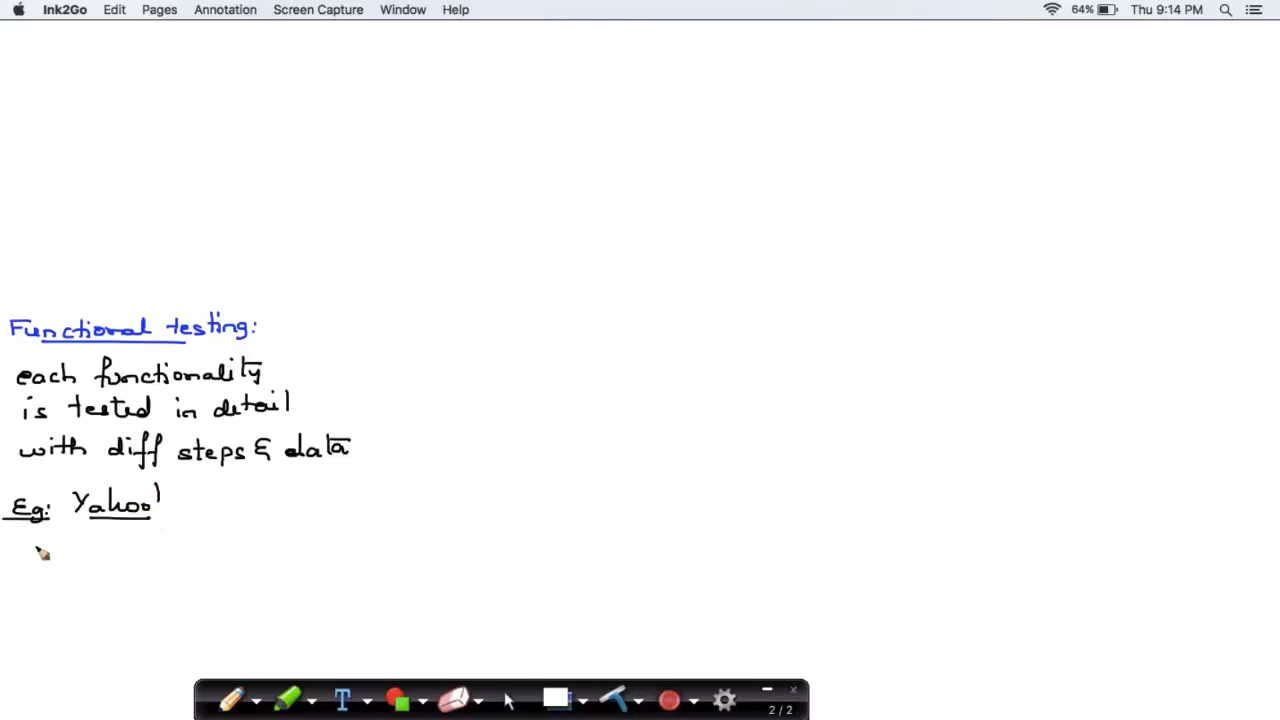 Ink2Go Edit Pages Annotation Screen Capture Window Help 64% Thu 9:14 PM
Functional testing:
each functionality
is tested in detail
with diff steps & data
Eg: Yahoo!
T
2 / 2